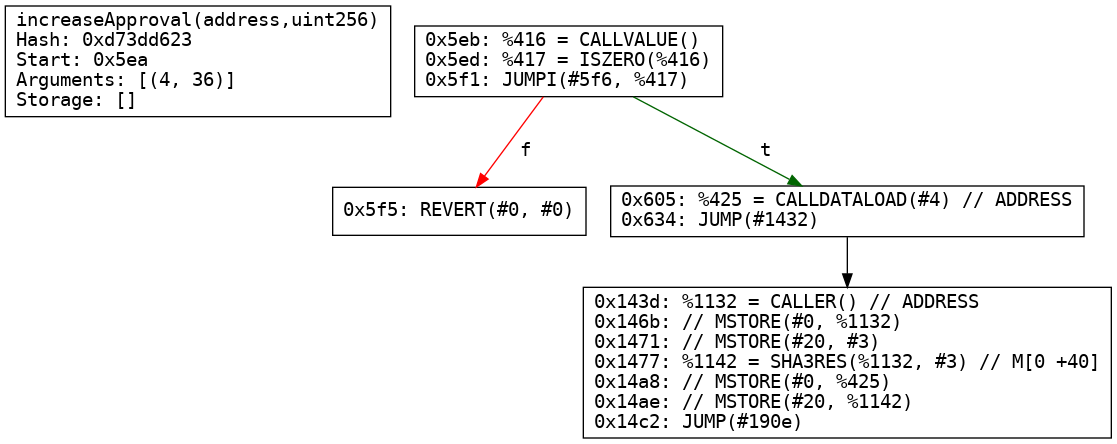 increaseApproval(address,uint256)
Hash: 0xd73dd623
Start: 0x5ea
Arguments: [(4, 36)]
Storage: []
0x5eb: %416 = CALLVALUE()
0x5ed: %417 = ISZERO(%416)
0x5f1: JUMPI(#5f6, %417)
f
t
0x5f5: REVERT(#0, #0)
0x605: %425 = CALLDATALOAD(#4) // ADDRESS
0x634: JUMP(#1432)
0x143d: %1132 = CALLER() // ADDRESS
0x146b: // MSTORE(#0, %1132)
0x1471: // MSTORE(#20, #3)
0x1477: %1142 = SHA3RES(%1132, #3) // M[0 +40]
0x14a8: // MSTORE(#0, %425)
0x14ae: // MSTORE(#20, %1142)
0x14c2: JUMP(#190e)